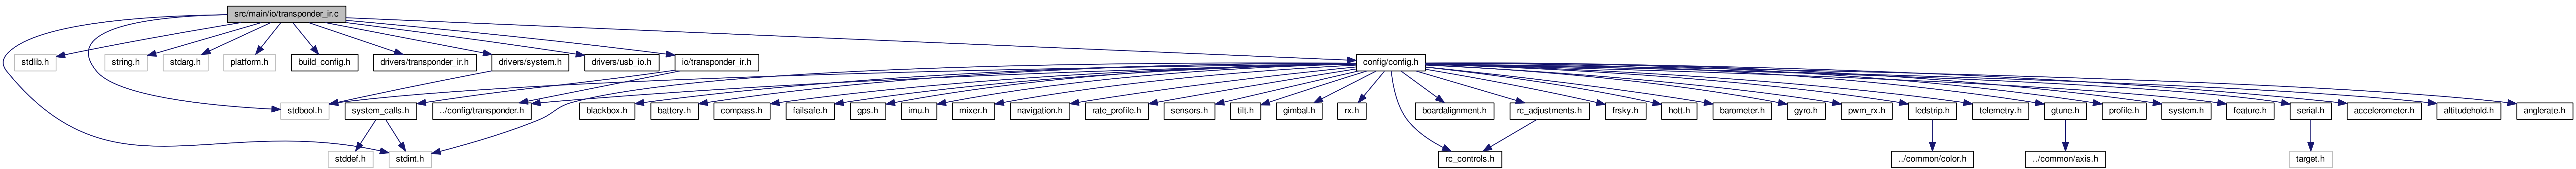 src/main/io/transponder_ir.c
stdlib.h
string.h
stdarg.h
platform.h
build_config.h
drivers/transponder_ir.h
drivers/system.h
drivers/usb_io.h
io/transponder_ir.h
config/config.h
stdbool.h
system_calls.h
../config/transponder.h
blackbox.h
battery.h
compass.h
failsafe.h
gps.h
imu.h
mixer.h
navigation.h
rate_profile.h
sensors.h
tilt.h
gimbal.h
rx.h
boardalignment.h
rc_adjustments.h
frsky.h
hott.h
barometer.h
gyro.h
pwm_rx.h
ledstrip.h
telemetry.h
gtune.h
profile.h
system.h
feature.h
serial.h
accelerometer.h
altitudehold.h
anglerate.h
stddef.h
stdint.h
rc_controls.h
../common/color.h
../common/axis.h
target.h